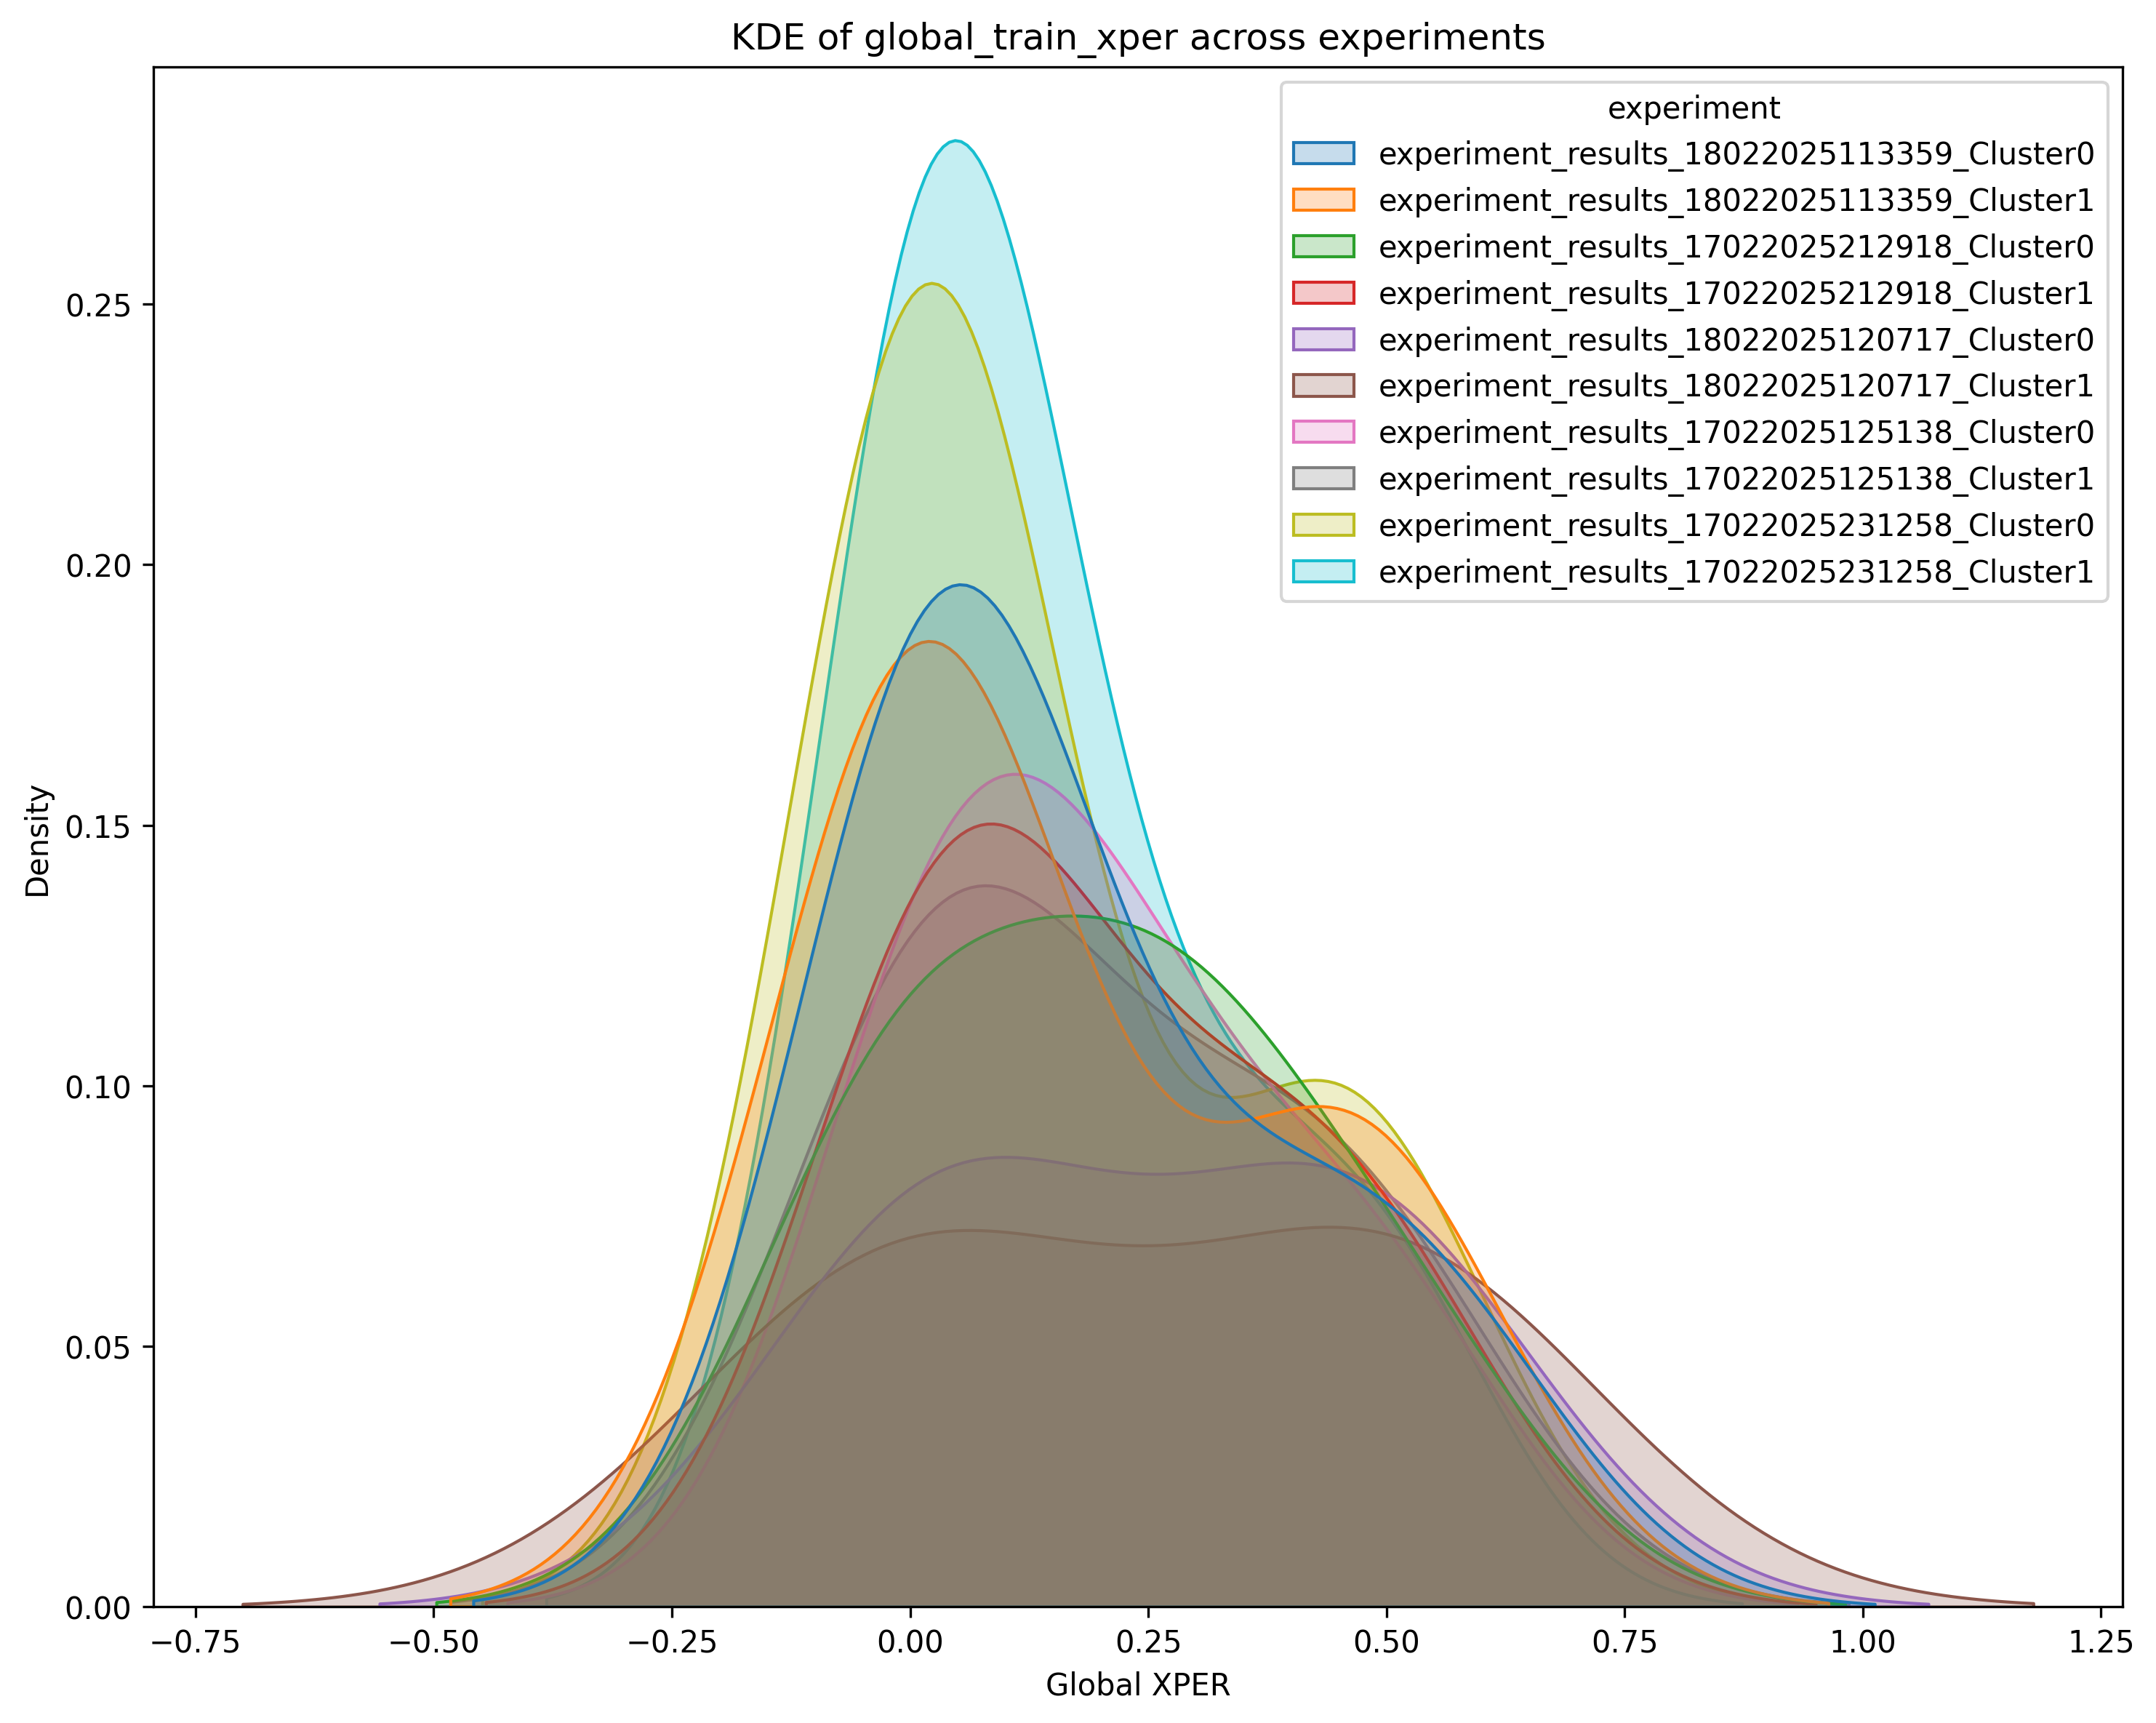 KDE of global_train_xper across experiments
experiment
experiment_results_18022025113359_Cluster0
experiment_results_18022025113359_Cluster1
experiment_results_17022025212918_Cluster0
experiment_results_17022025212918_Cluster1
experiment_results_18022025120717_Cluster0
experiment_results_18022025120717_Cluster1
experiment_results_17022025125138_Cluster0
experiment_results_17022025125138_Cluster1
experiment_results_17022025231258_Cluster0
experiment_results_17022025231258_Cluster1
Density
0.25
0.20
0.15
0.10
0.05
0.00
−0.75 −0.50 −0.25 0.00 0.25 0.50 0.75 1.00 1.25
Global XPER